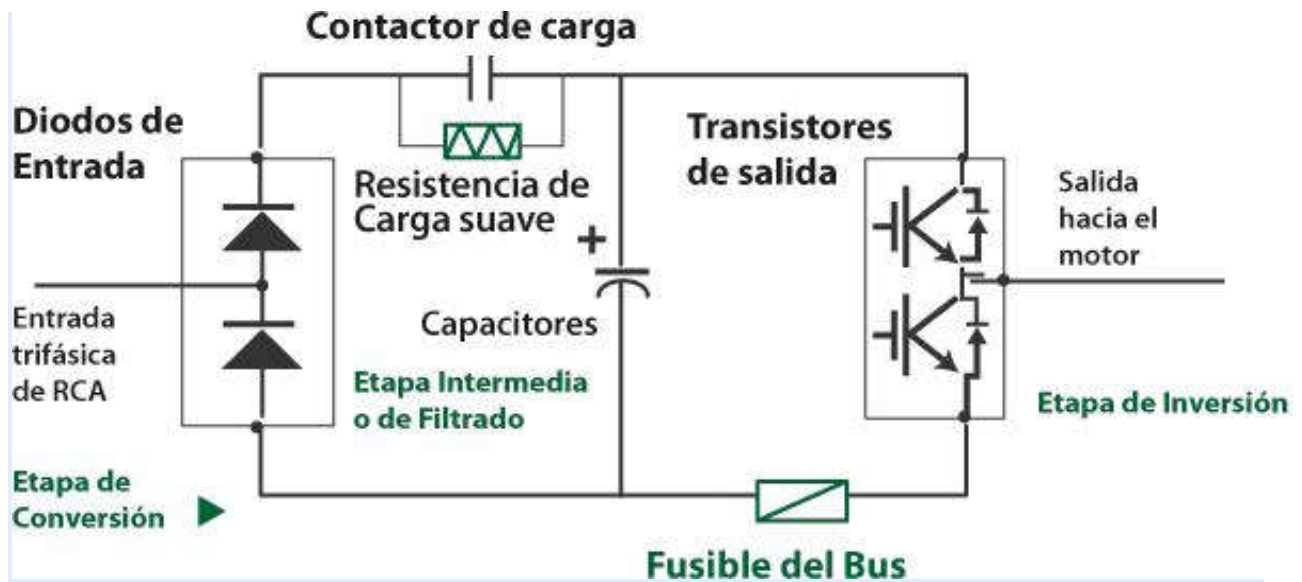 Contactor de carga
Diodos de
Entrada
Resistencia de
Carga suave
Transistores
de salida
Salida
hacia el
motor
+
Capacitores
Entrada
trifásica
de RCA
Etapa Intermedia
o de Filtrado
Etapa de Inversión
Etapa de
Conversión
Fusible del Bus